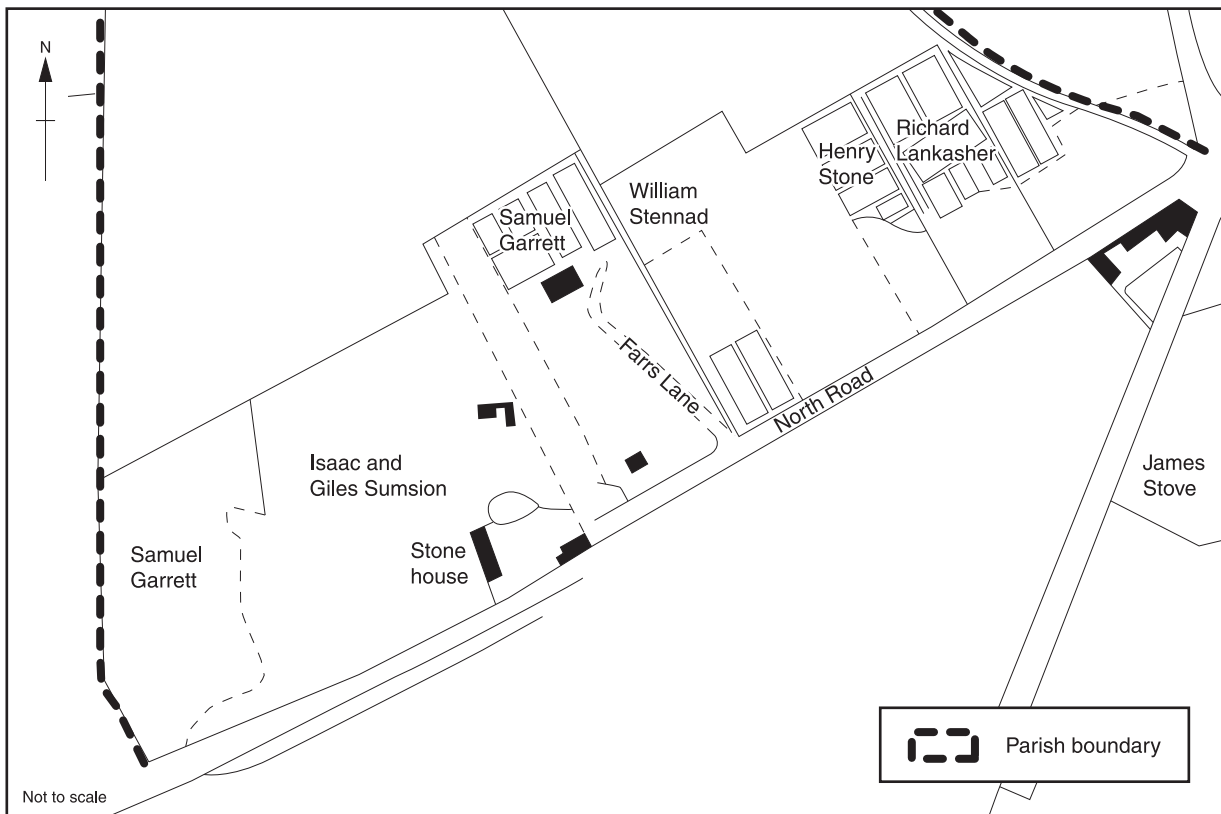 N
Richard
Lankasher
Henry
Stone
William
Stennad
Samuel
Garrett
Farrs Lane
North Road
Isaac and
Giles Sumsion
James
Stove
Samuel
Garrett
Stone
house
Parish boundary
Not to scale